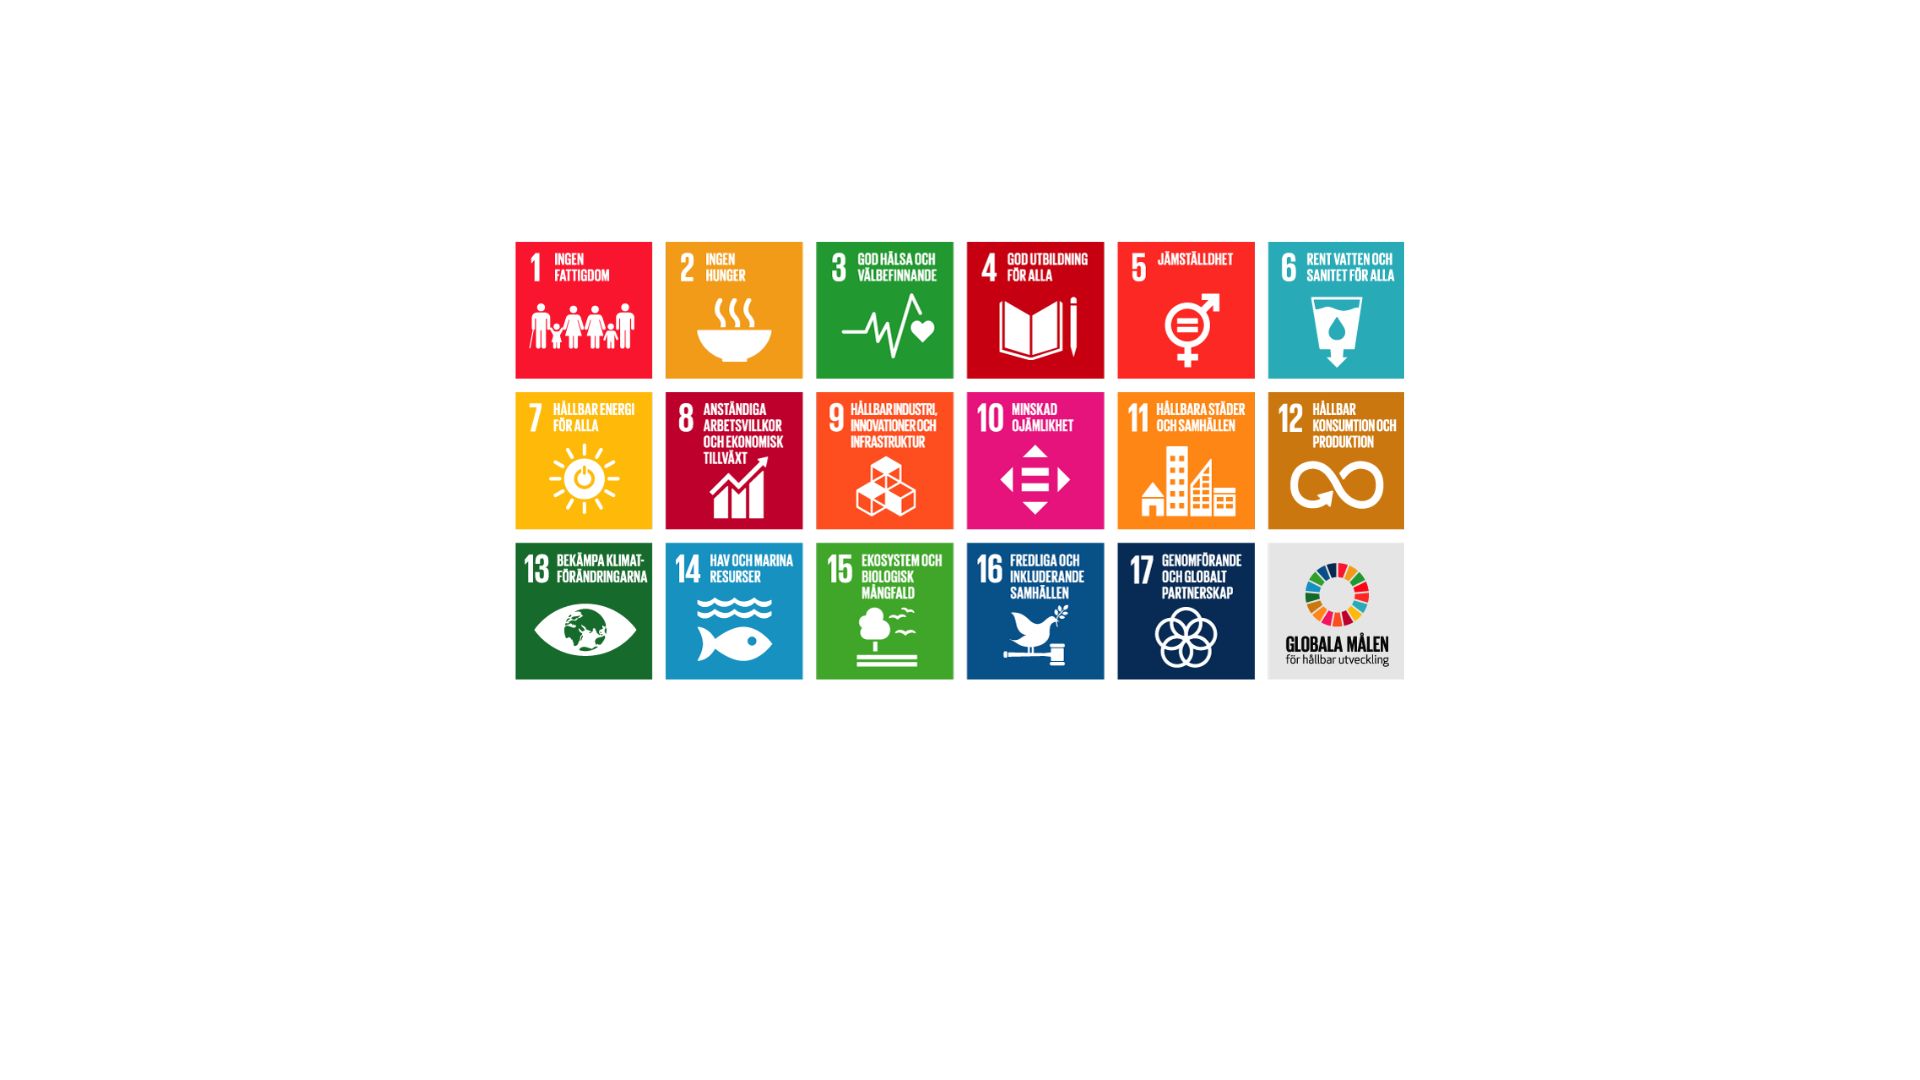 1 INGEN
FATTIGDOM
2 INGEN
HUNGER
3 GOD HÄLSA OCH
VÄLBEFINNANDE
4 GOD UTBILDNING
FÖR ALLA
5 JÄMSTÄLLDHET
6 RENT VATTEN OCH
SANITET FÖR ALLA
7 HÅLLBAR ENERGI
FÖR ALLA
8 ANSTÄNDIGA
ARBETSVILLKOR
OCH EKONOMISK
TILLVÄXT
9 HÅLLBAR INDUSTRI,
INNOVATIONER OCH
INFRASTRUKTUR
10 MINSKAD
OJÄMLIKHET
11 HÅLLBARA STÄDER
OCH SAMHÄLLEN
12 HÅLLBAR
KONSUMTION OCH
PRODUKTION
13 BEKÄMPA KLIMAT-
FÖRÄNDRINGARNA
14 HAV OCH MARINA
RESURSER
15 EKOSYSTEM OCH
BIOLOGISK
MÅNGFALD
16 FREDLIGA OCH
INKLUDERANDE
SAMHÄLLEN
17 GENOMFÖRANDE
OCH GLOBALT
PARTNERSKAP
GLOBALA MÅLEN
för hållbar utveckling